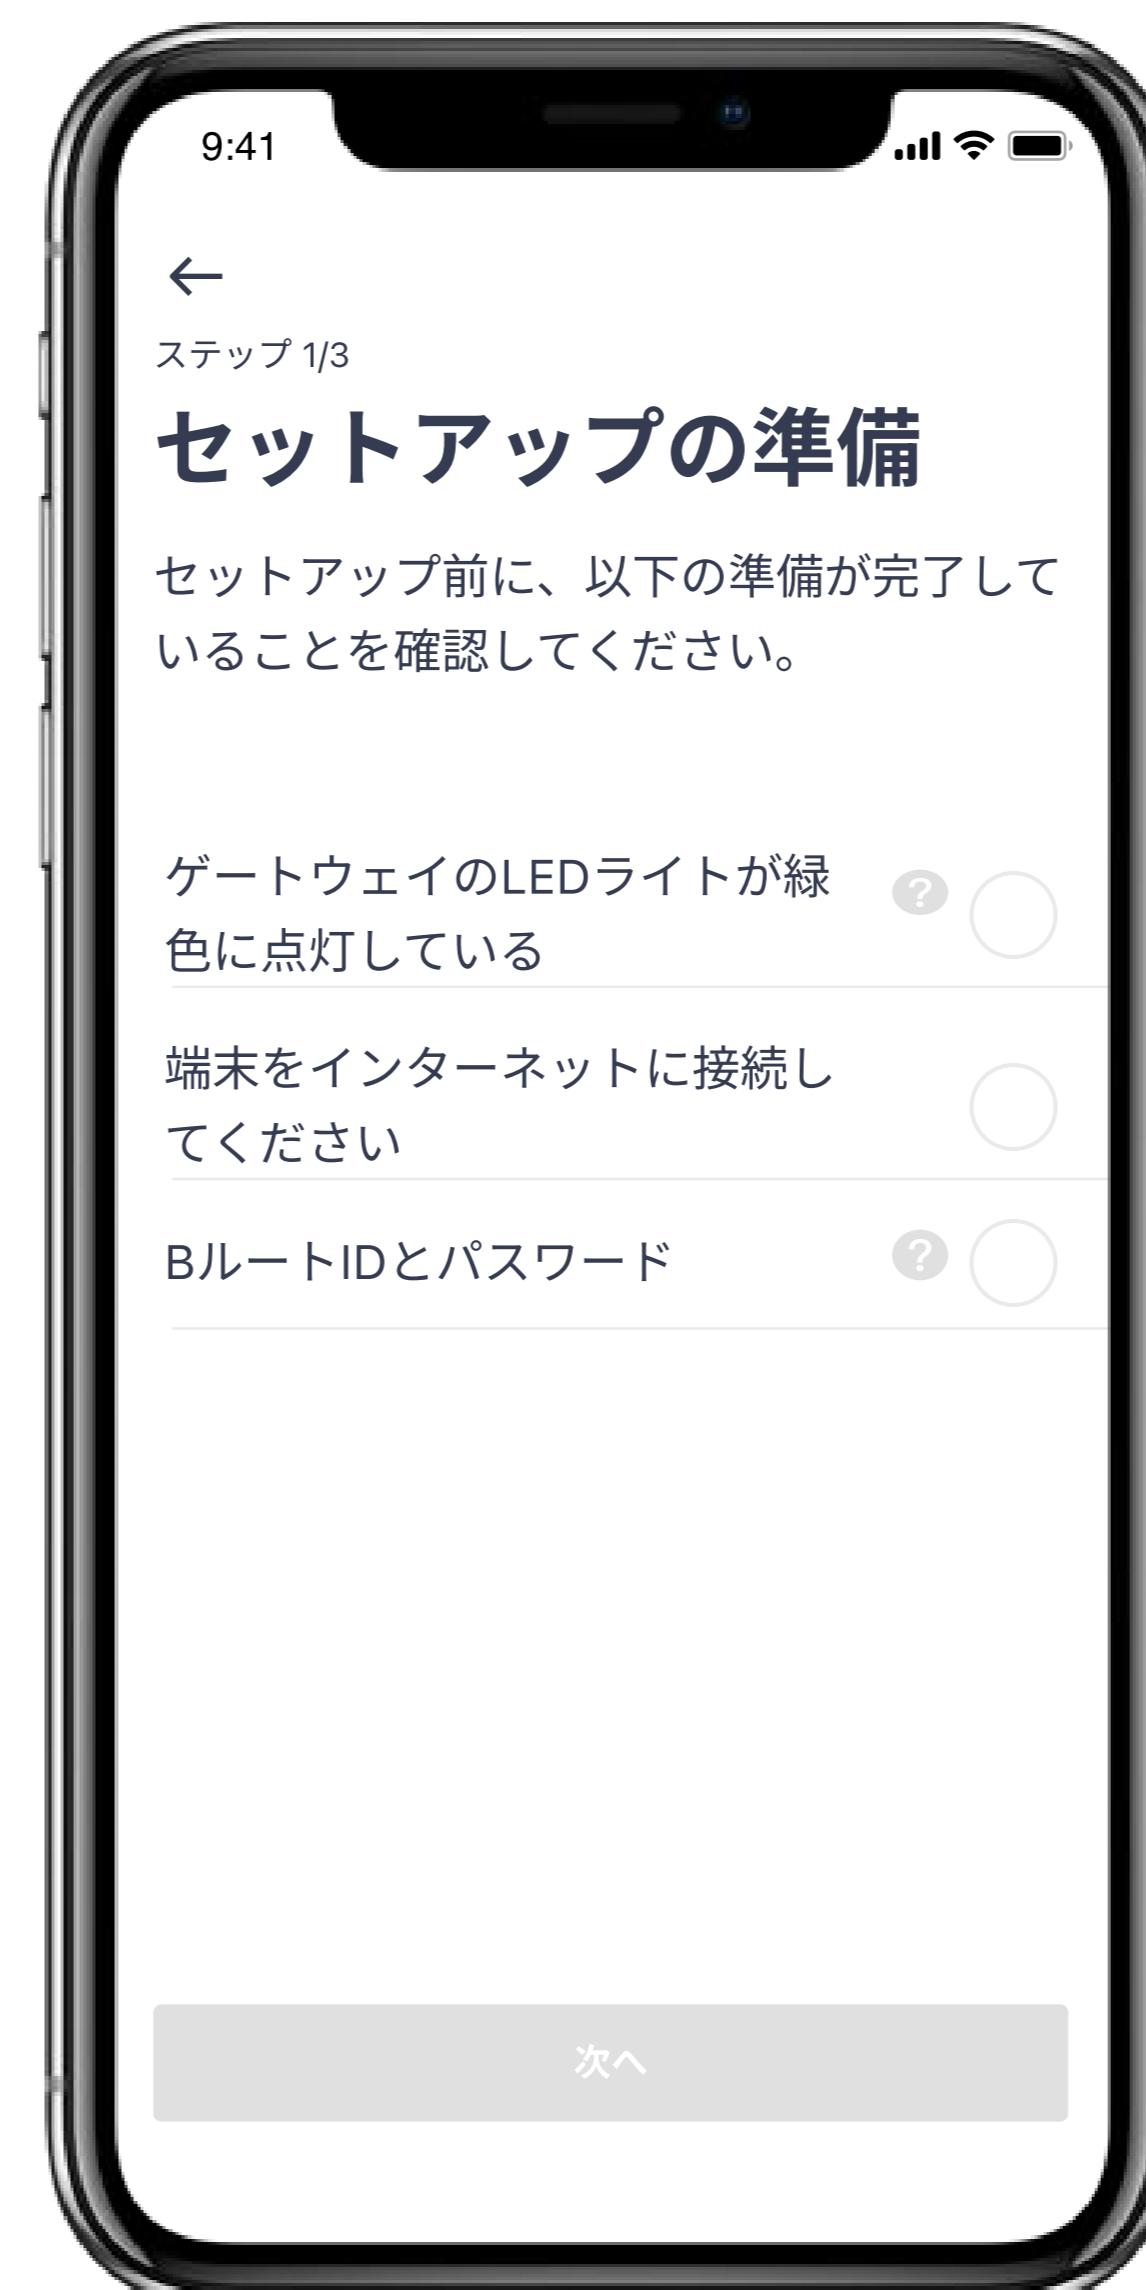 9:41
ステップ 1/3
セットアップの準備
セットアップ前に、以下の準備が完了して
いることを確認してください。
ゲートウェイのLEDライトが緑
色に点灯している
?
端末をインターネットに接続し
てください
BルートIDとパスワード
?
次へ